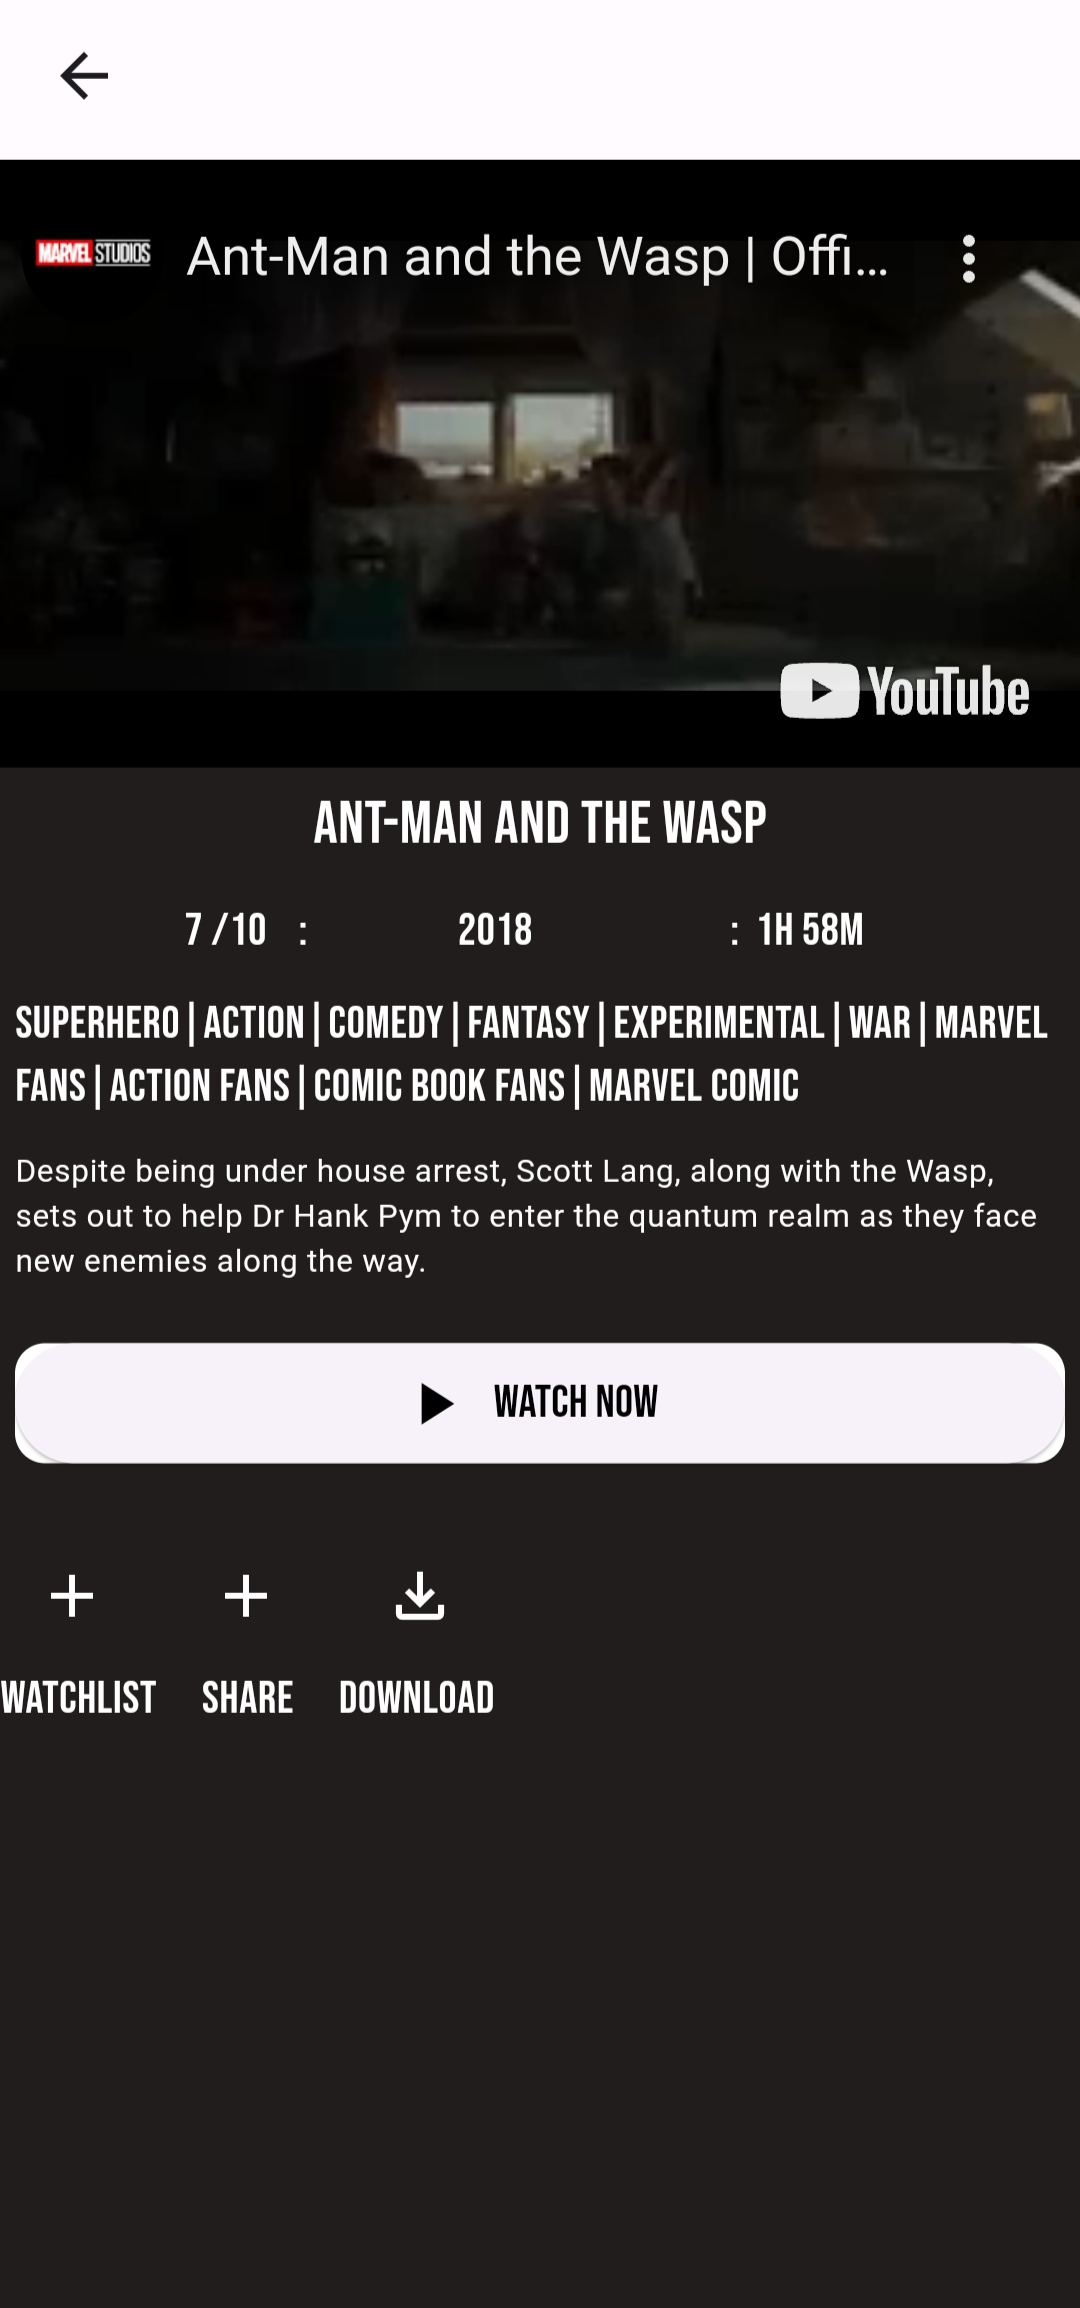 MARVEL STUDIOS Ant-Man and the Wasp | Offi...
YouTube
ANT-MAN AND THE WASP
7 /10 : 2018 : 1H 58M
SUPERHERO | ACTION | COMEDY | FANTASY | EXPERIMENTAL | WAR | MARVEL
FANS | ACTION FANS | COMIC BOOK FANS | MARVEL COMIC
Despite being under house arrest, Scott Lang, along with the Wasp,
sets out to help Dr Hank Pym to enter the quantum realm as they face
new enemies along the way.
WATCH NOW
WATCHLIST SHARE DOWNLOAD